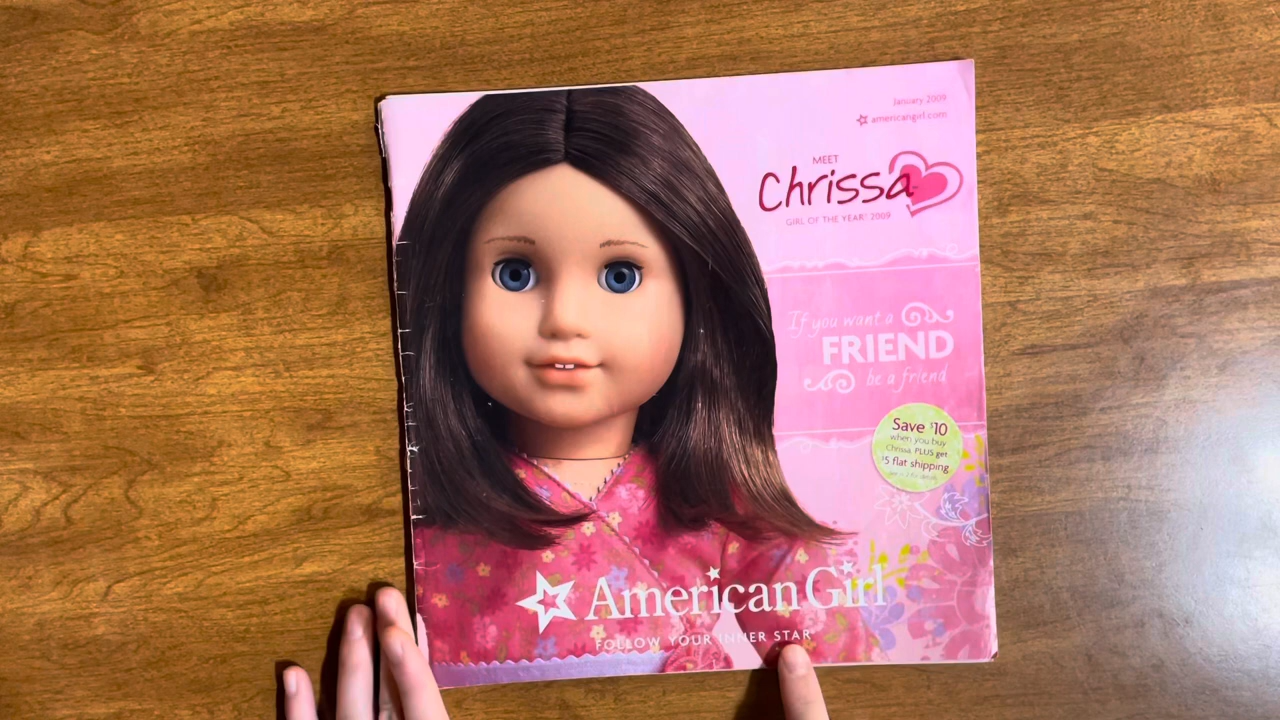 January 2009
americangirl.com
MEET
Chrissa
GIRL OF THE YEAR® 2009
If you want a
FRIEND
be a friend
Save $10
when you buy
Chrissa, PLUS get
$5 flat shipping
American Girl
FOLLOW YOUR INNER STAR